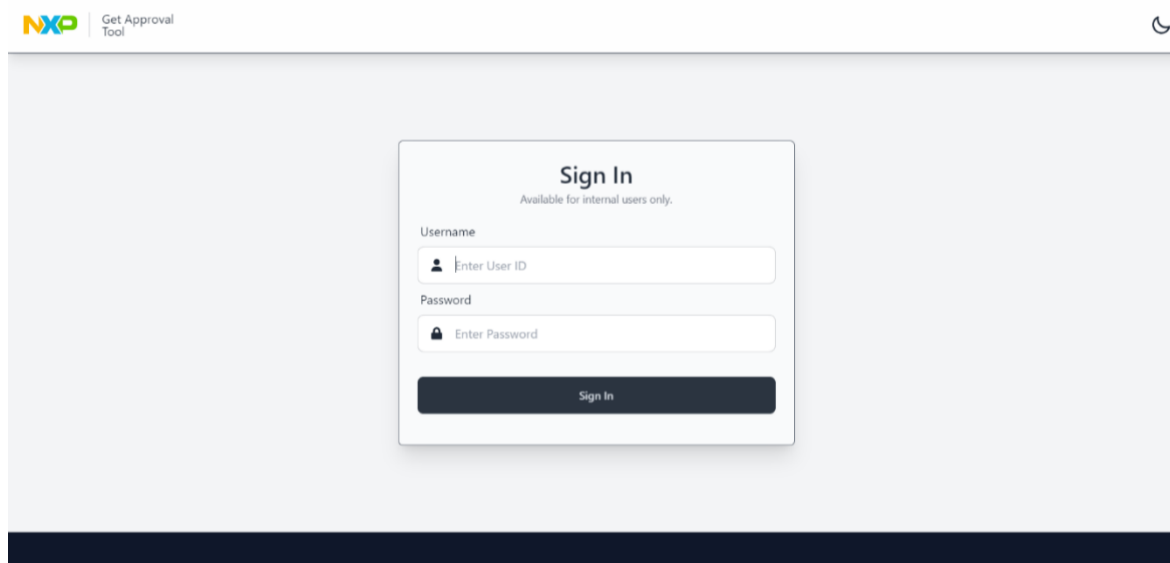 NXP
Get Approval
Tool
Sign In
Available for internal users only.
Username
Enter User ID
Password
Enter Password
Sign In